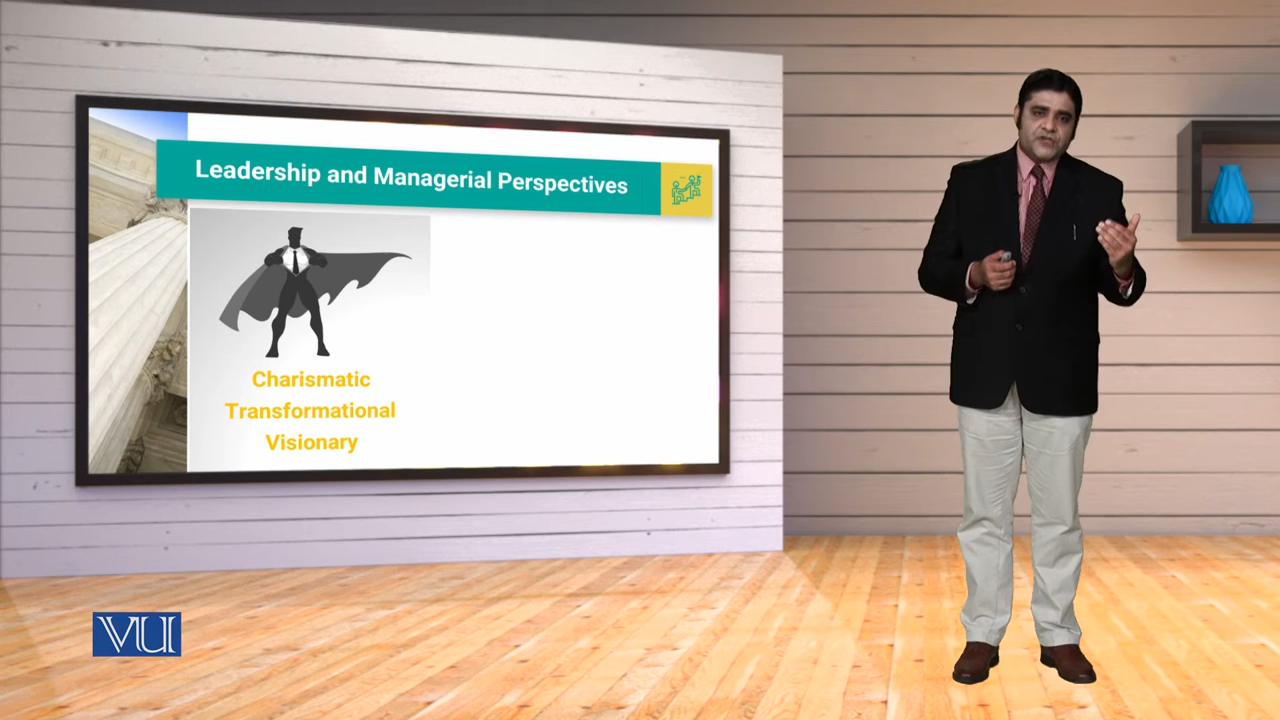 Leadership and Managerial Perspectives
Charismatic
Transformational
Visionary
VU